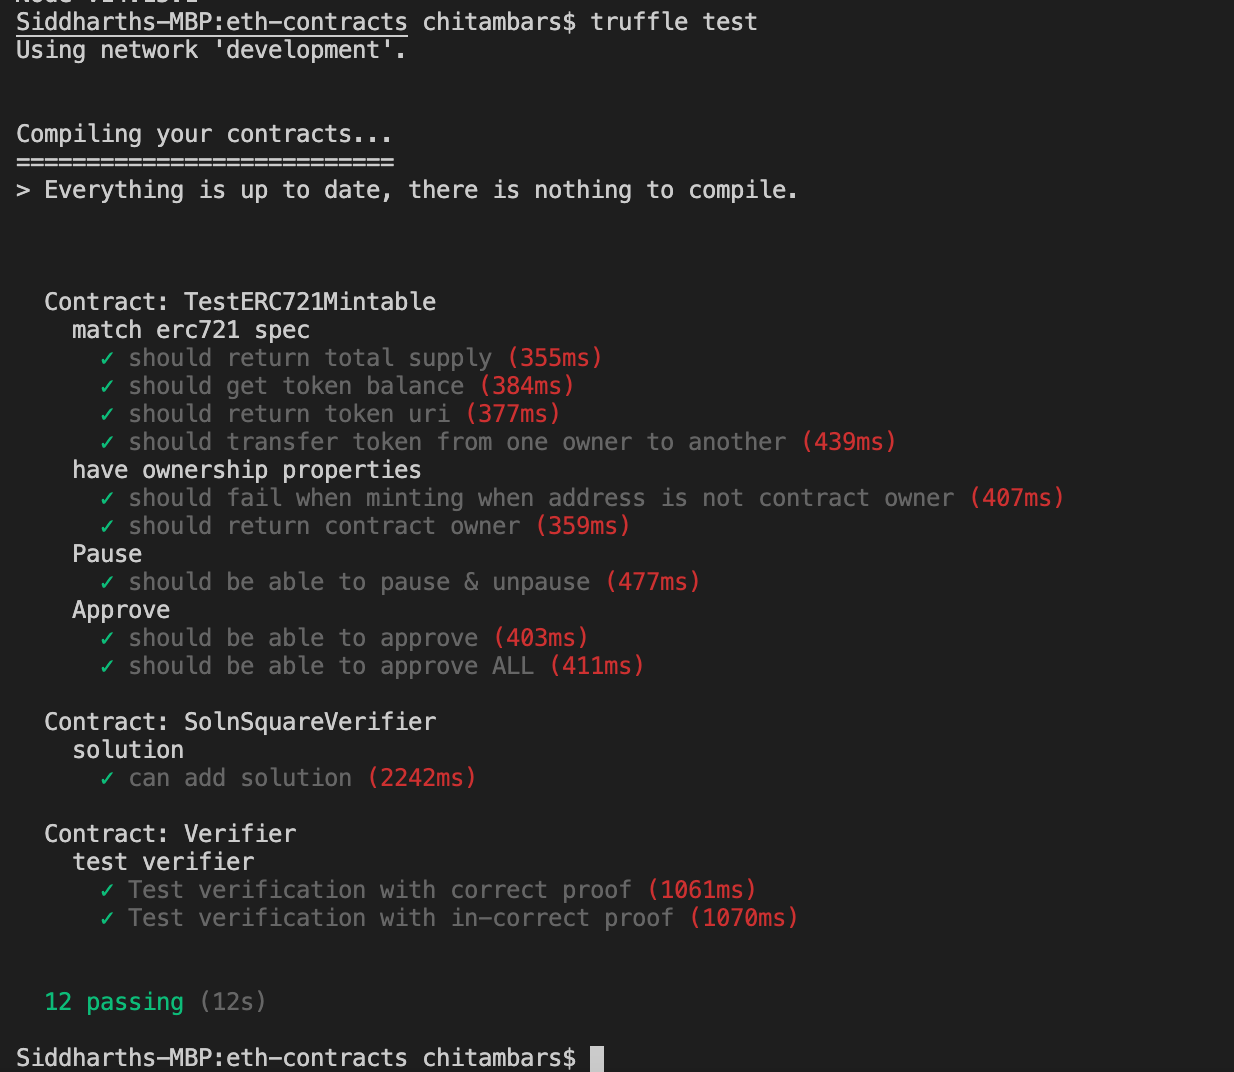 Siddharths-MBP:eth-contracts chitambars$ truffle test
Using network 'development'.
Compiling your contracts...
===========================
> Everything is up to date, there is nothing to compile.
Contract: TestERC721Mintable
match erc721 spec
✓ should return total supply (355ms)
✓ should get token balance (384ms)
✓ should return token uri (377ms)
✓ should transfer token from one owner to another (439ms)
have ownership properties
✓ should fail when minting when address is not contract owner (407ms)
✓ should return contract owner (359ms)
Pause
✓ should be able to pause & unpause (477ms)
Approve
✓ should be able to approve (403ms)
✓ should be able to approve ALL (411ms)
Contract: SolnSquareVerifier
solution
✓ can add solution (2242ms)
Contract: Verifier
test verifier
✓ Test verification with correct proof (1061ms)
✓ Test verification with in-correct proof (1070ms)
12 passing (12s)
Siddharths-MBP:eth-contracts chitambars$